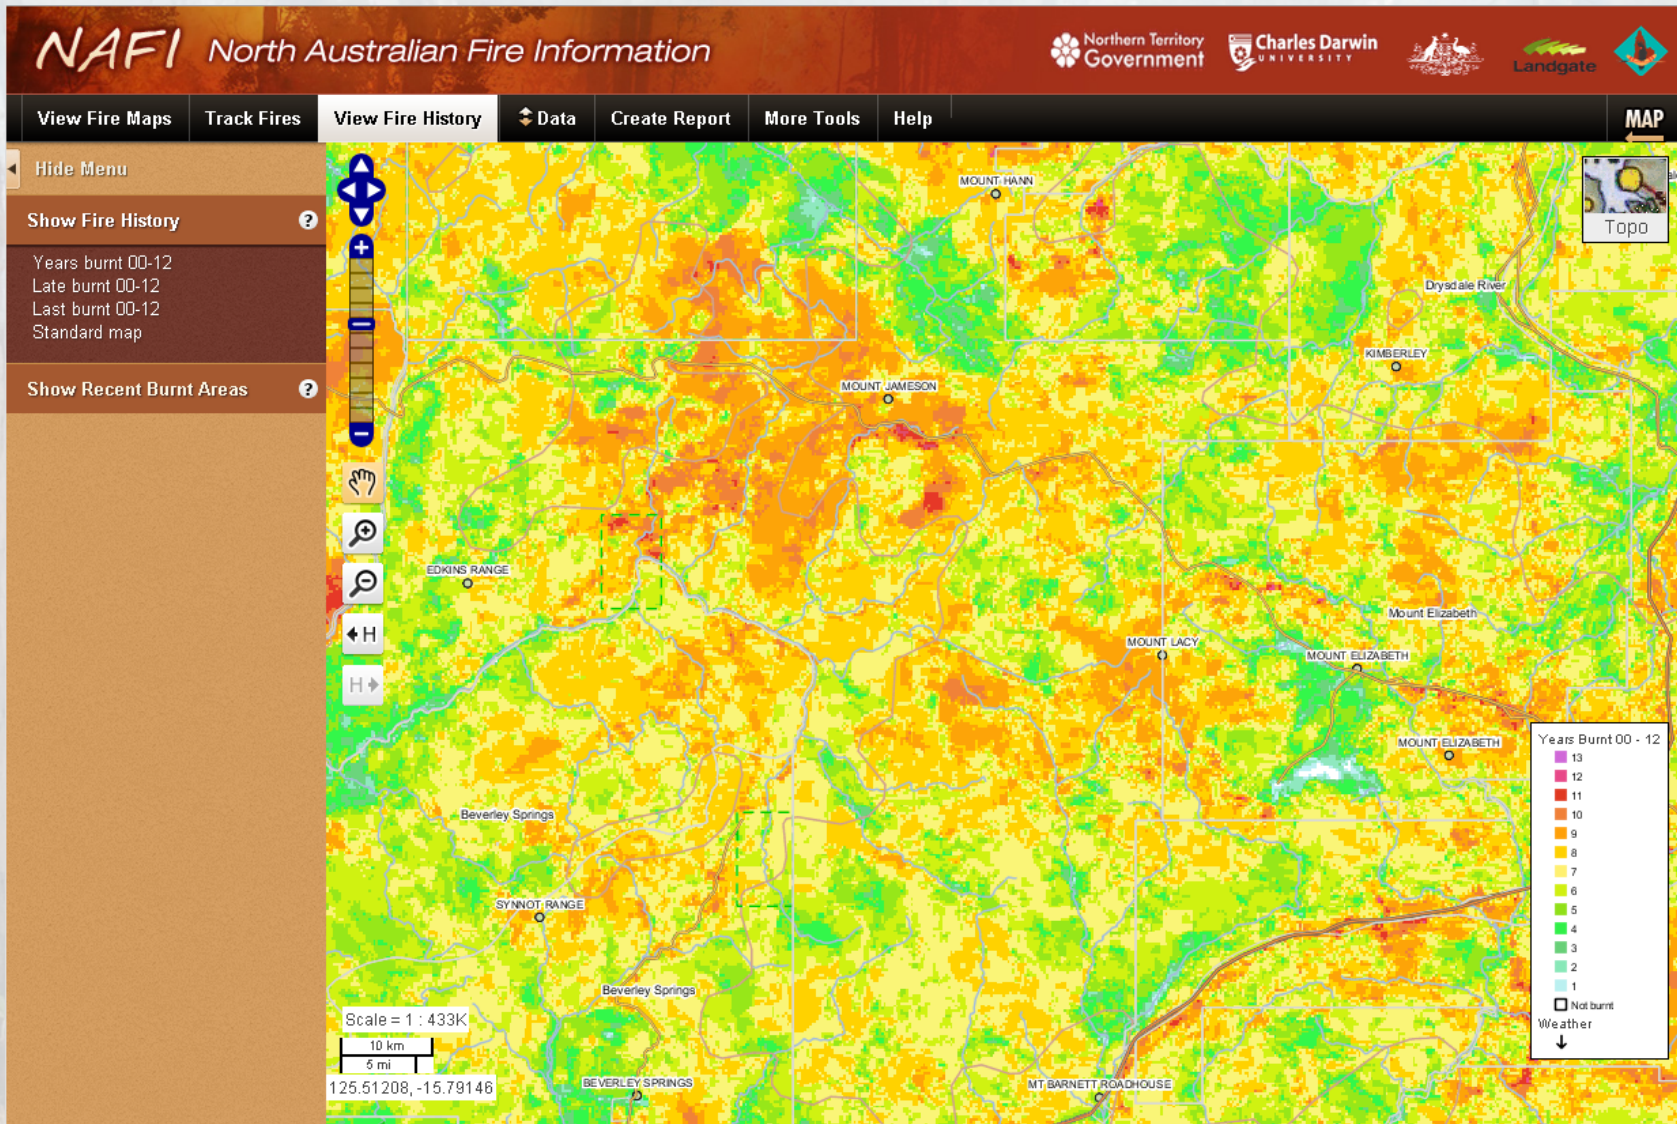 NAFI North Australian Fire Information
Northern Territory
Government
Charles Darwin
UNIVERSITY
Landgate
View Fire Maps
Track Fires
View Fire History
Data
Create Report
More Tools
Help
MAP
Hide Menu
Show Fire History
?
Years burnt 00-12
Late burnt 00-12
Last burnt 00-12
Standard map
Show Recent Burnt Areas
?
H
H
Topo
MOUNT HANN
Drysdale River
KIMBERLEY
MOUNT JAMESON
EDKINS RANGE
Mount Elizabeth
MOUNT LACY
MOUNT ELIZABETH
MOUNT ELIZABETH
Beverley Springs
SYNNOT RANGE
Beverley Springs
BEVERLEY SPRINGS
MT BARNETT ROADHOUSE
Scale = 1 : 433K
10 km
5 mi
125.51208, -15.79146
Years Burnt 00 - 12
13
12
11
10
9
8
7
6
5
4
3
2
1
Not burnt
Weather